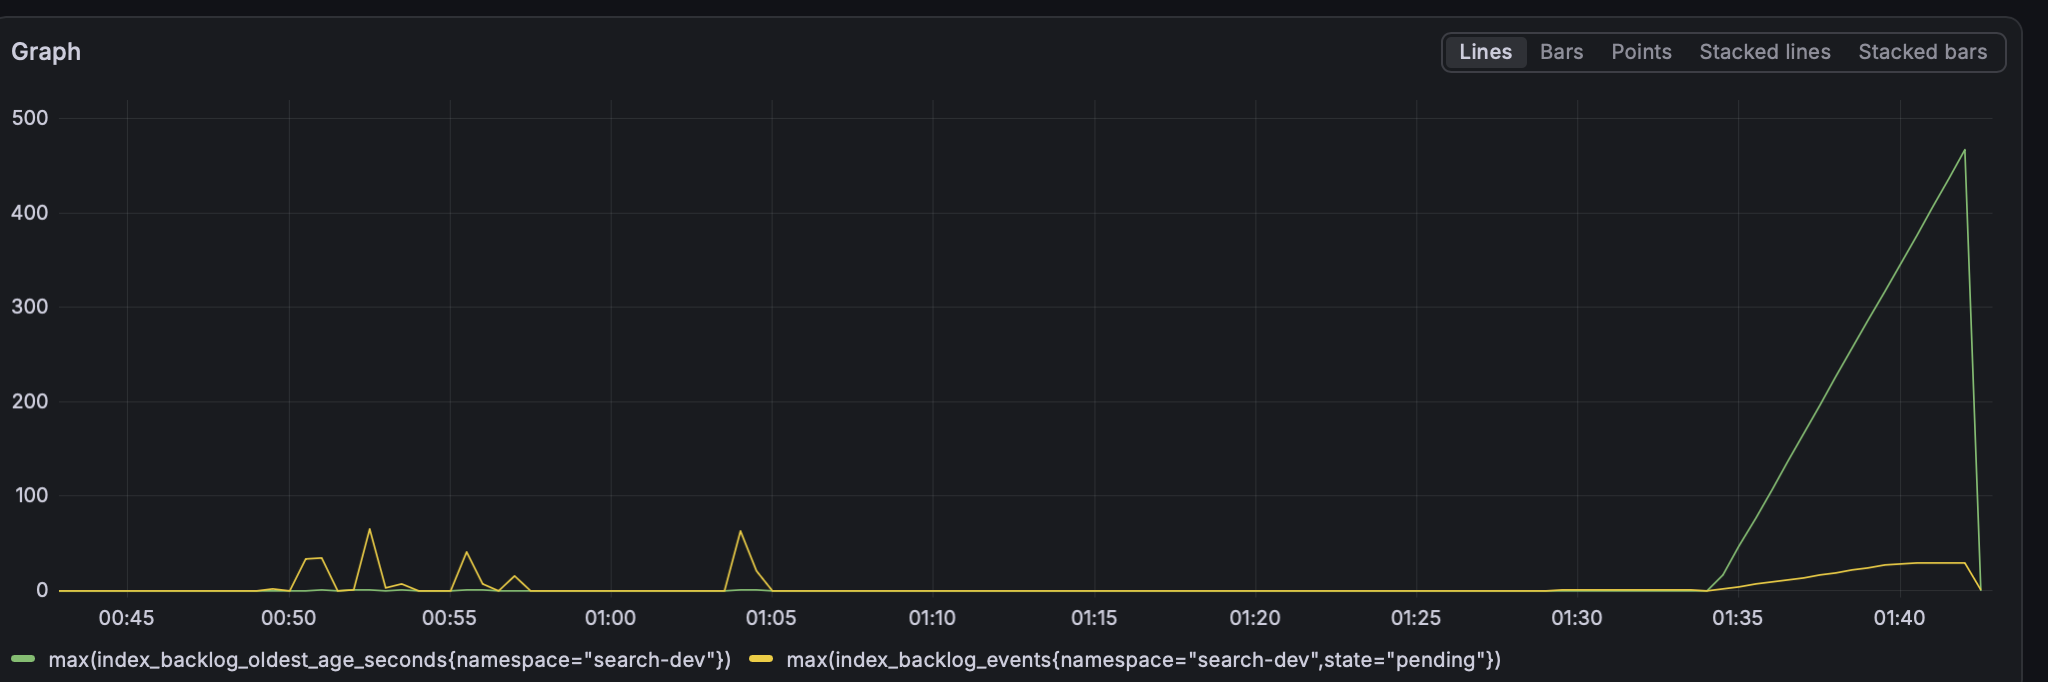 Graph
Lines Bars Points Stacked lines Stacked bars
500
400
300
200
100
0
00:45 00:50 00:55 01:00 01:05 01:10 01:15 01:20 01:25 01:30 01:35 01:40
max(index_backlog_oldest_age_seconds{namespace="search-dev"}) max(index_backlog_events{namespace="search-dev",state="pending"})